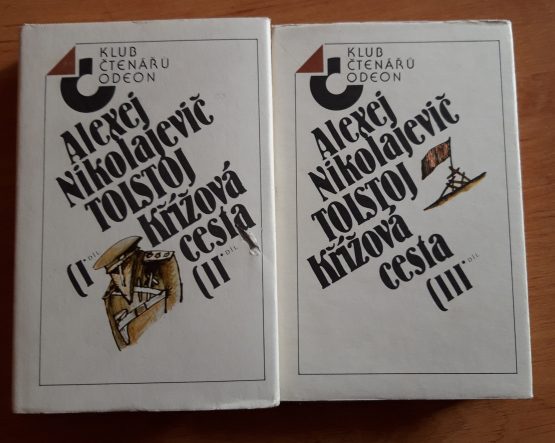 KLUB
ČTENÁŘŮ
ODEON
Alexej
Nikolajevič
TOLSTOJ
Křížová
cesta
(I· DÍL
(II· DÍL
KLUB
ČTENÁŘŮ
ODEON
Alexej
Nikolajevič
TOLSTOJ
Křížová
cesta
(III· DÍL